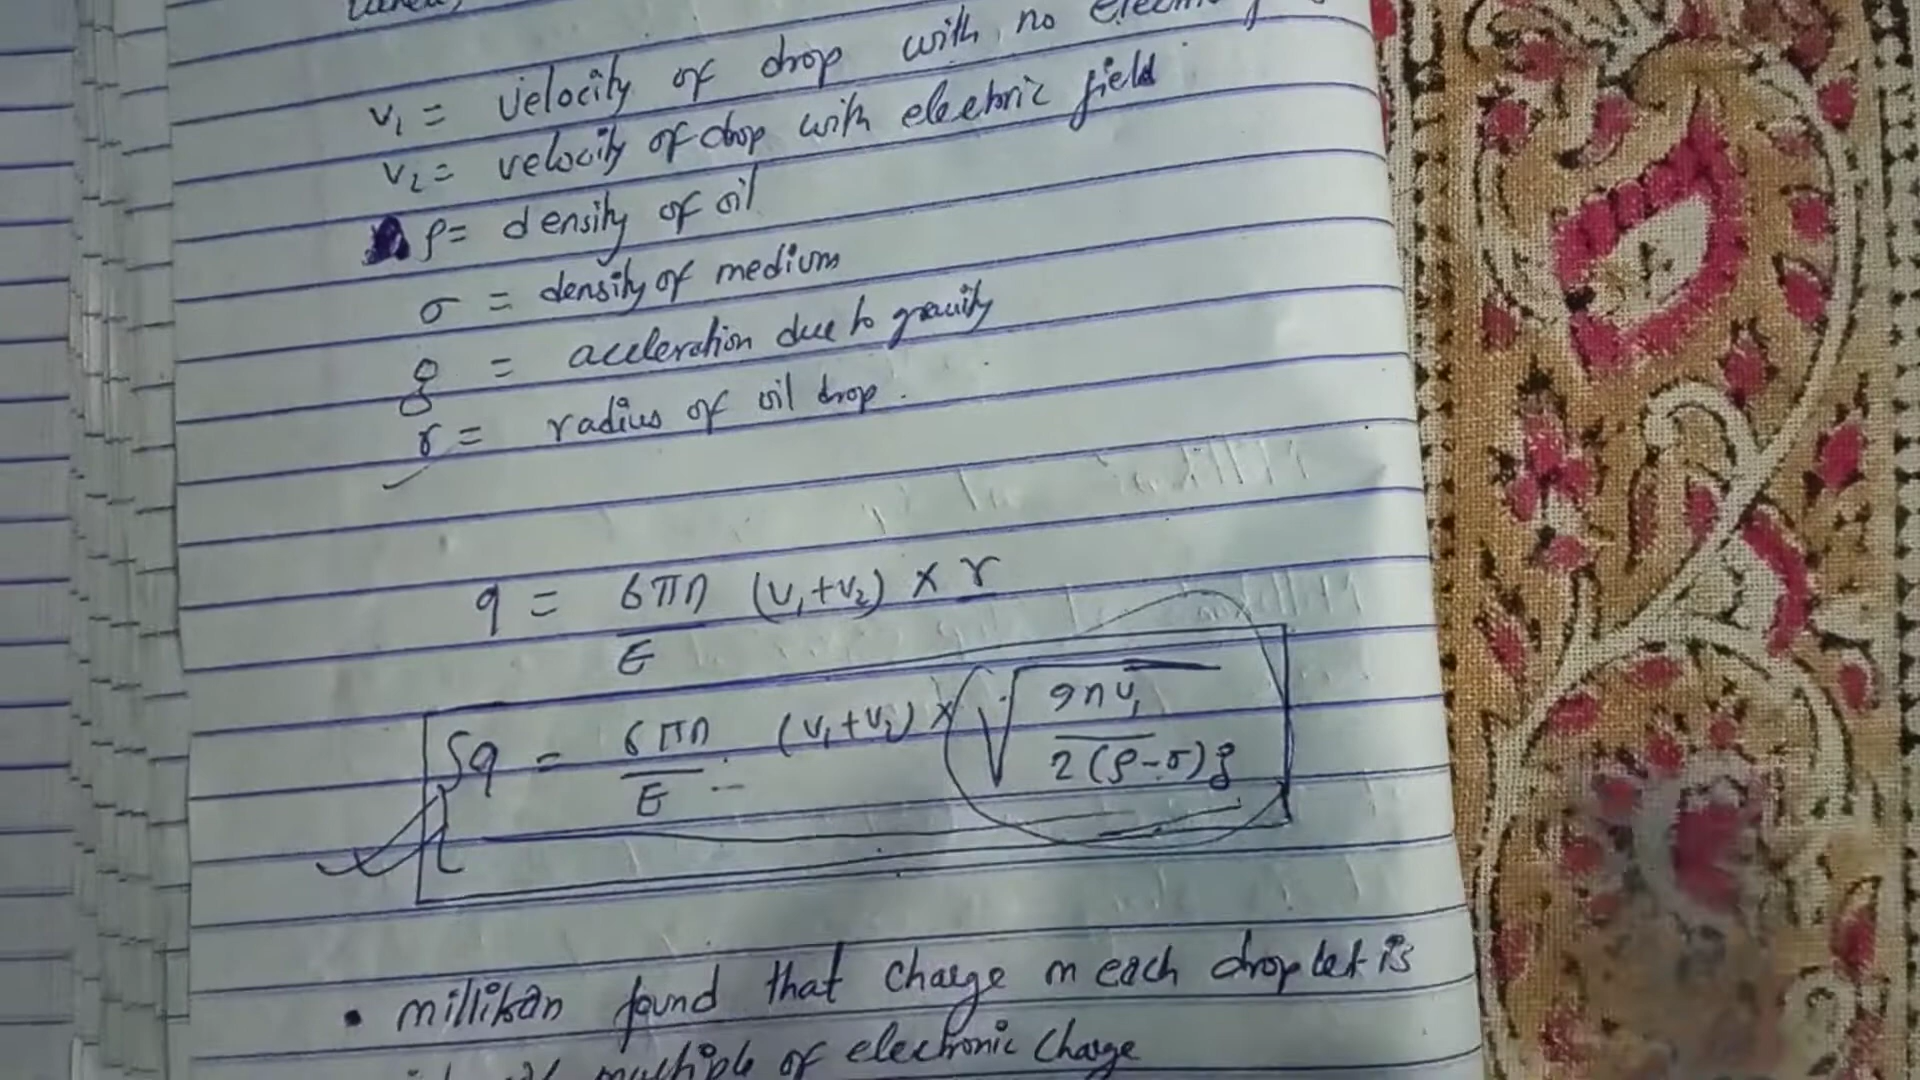 v₁ = velocity of drop with no
v₂ = velocity of drop with electric field
ρ = density of oil
σ = density of medium
g = acceleration due to gravity
r = radius of oil drop.
q = 6πη/E (v₁+v₂) × r
q = 6πη/E (v₁+v₂) × √(9ηv₁/2(ρ-σ)g)
• millikan found that charge on each droplet is
multiple of electronic charge